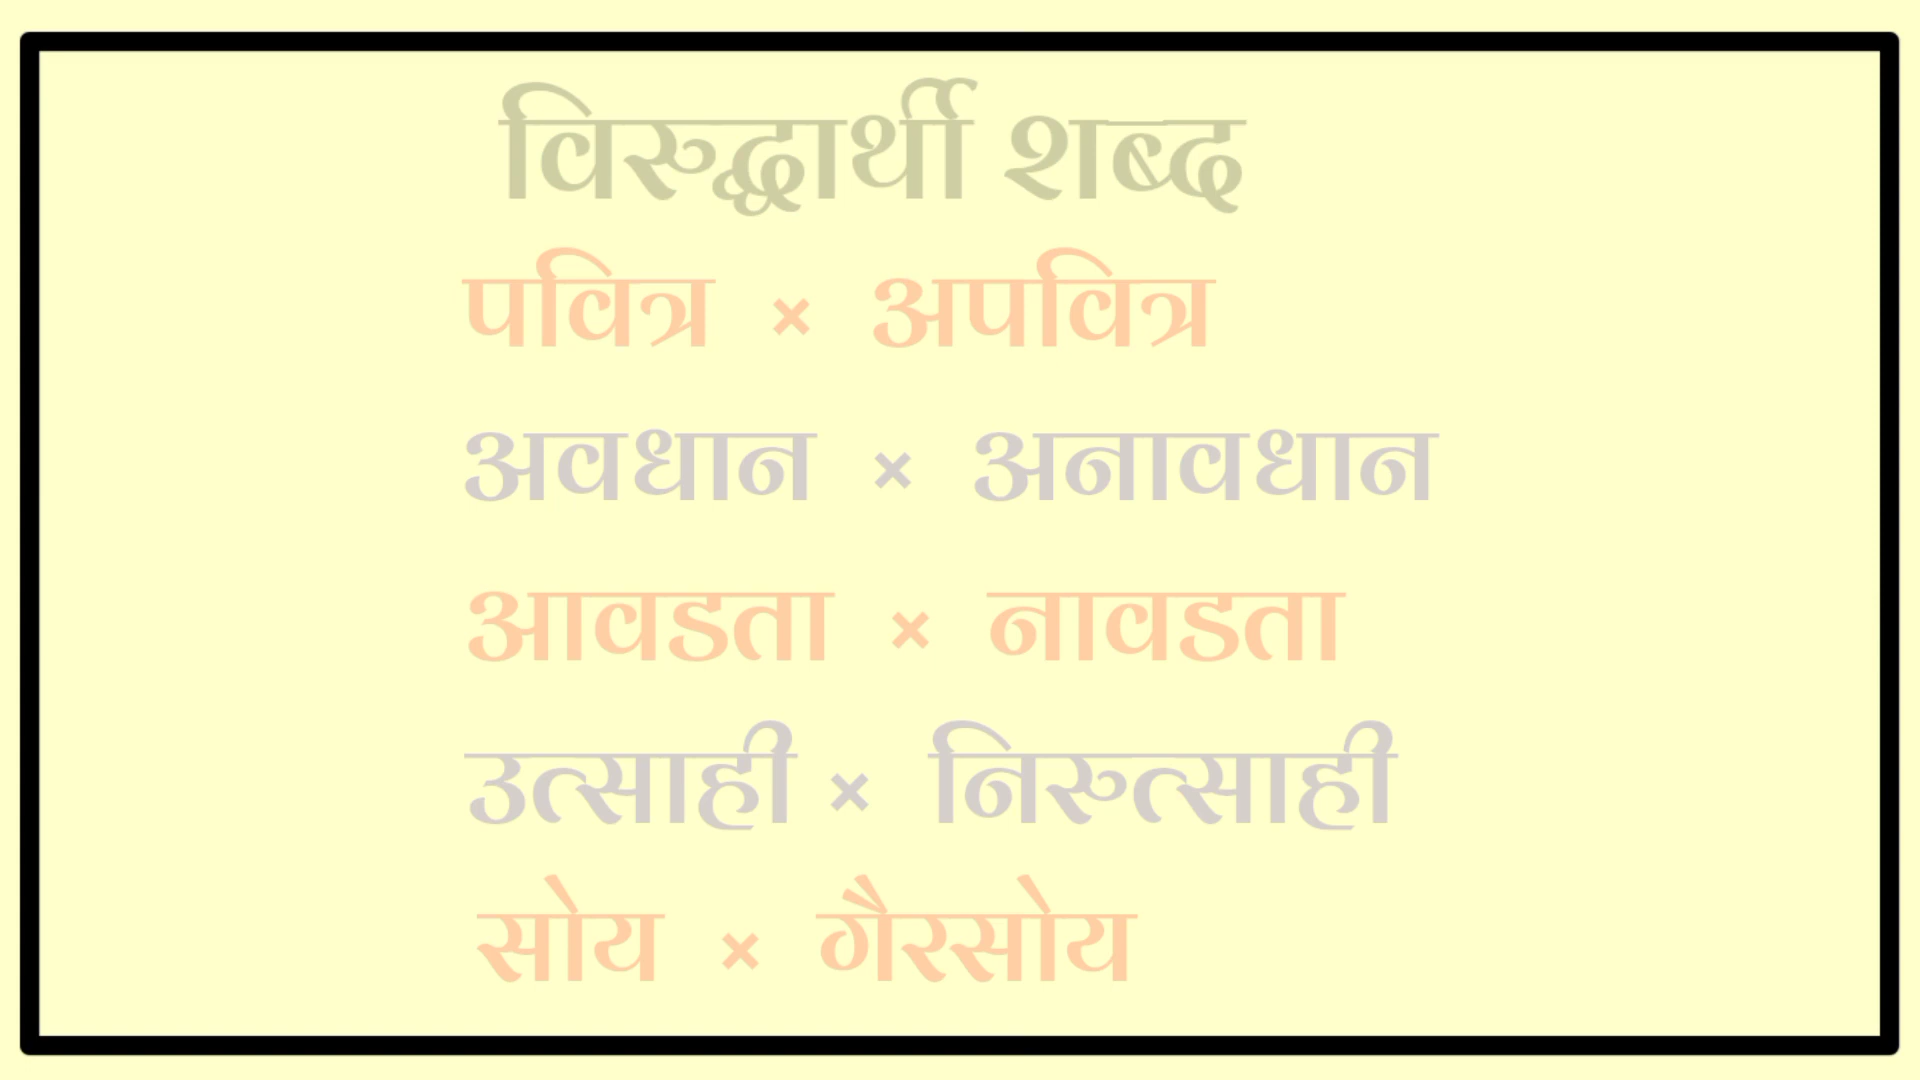 विरुद्धार्थी शब्द
पवित्र × अपवित्र
अवधान × अनावधान
आवडता × नावडता
उत्साही × निरुत्साही
सोय × गैरसोय